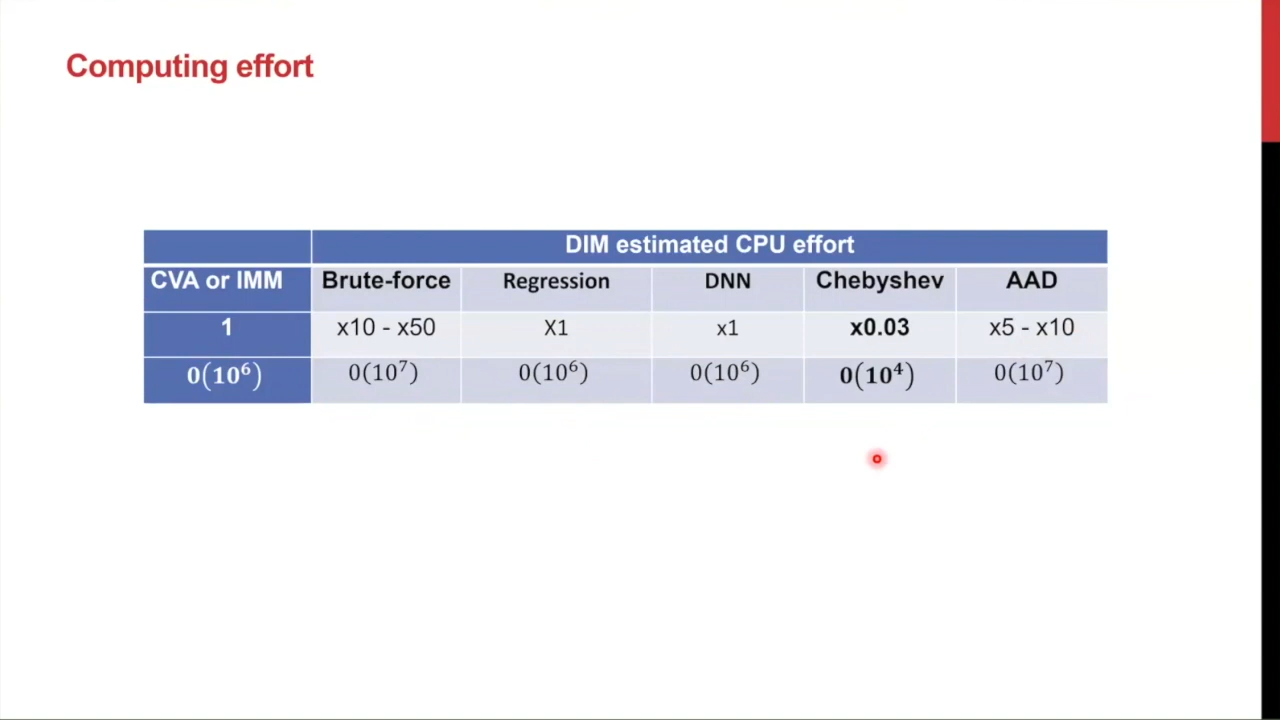 Computing effort
DIM estimated CPU effort
CVA or IMM Brute-force Regression DNN Chebyshev AAD
1 x10 - x50 X1 x1 x0.03 x5 - x10
0(10⁶) 0(10⁷) 0(10⁶) 0(10⁶) 0(10⁴) 0(10⁷)